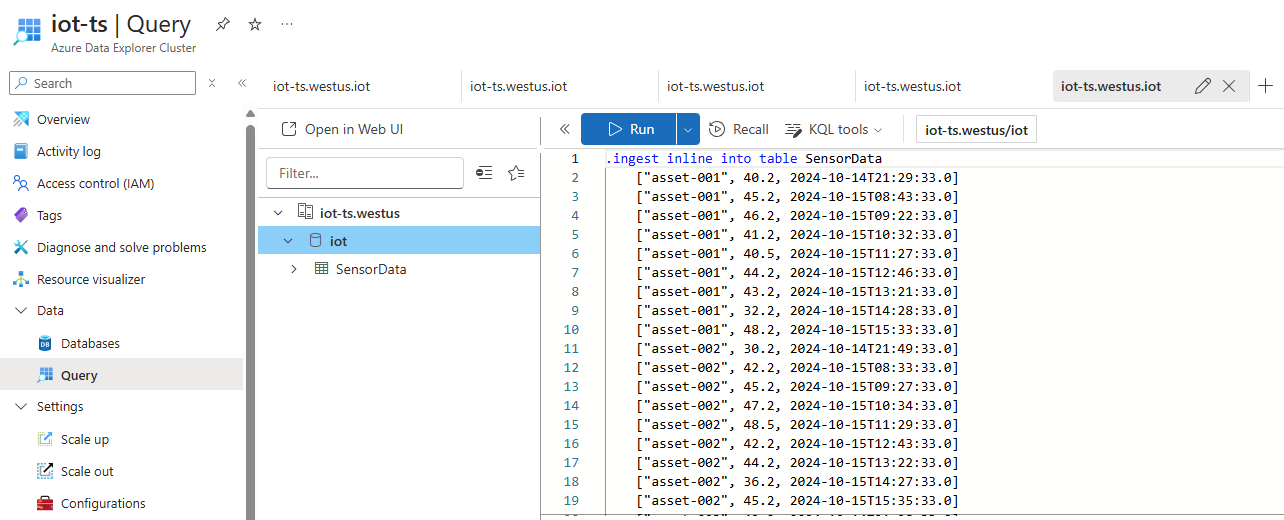 iot-ts | Query
Azure Data Explorer Cluster
Search
Overview
Activity log
Access control (IAM)
Tags
Diagnose and solve problems
Resource visualizer
Data
Databases
Query
Settings
Scale up
Scale out
Configurations
iot-ts.westus.iot
iot-ts.westus.iot
iot-ts.westus.iot
iot-ts.westus.iot
iot-ts.westus.iot
Open in Web UI
Filter...
iot-ts.westus
iot
SensorData
Run
Recall
KQL tools
iot-ts.westus/iot
1 .ingest inline into table SensorData
2 ["asset-001", 40.2, 2024-10-14T21:29:33.0]
3 ["asset-001", 45.2, 2024-10-15T08:43:33.0]
4 ["asset-001", 46.2, 2024-10-15T09:22:33.0]
5 ["asset-001", 41.2, 2024-10-15T10:32:33.0]
6 ["asset-001", 40.5, 2024-10-15T11:27:33.0]
7 ["asset-001", 44.2, 2024-10-15T12:46:33.0]
8 ["asset-001", 43.2, 2024-10-15T13:21:33.0]
9 ["asset-001", 32.2, 2024-10-15T14:28:33.0]
10 ["asset-001", 48.2, 2024-10-15T15:33:33.0]
11 ["asset-002", 30.2, 2024-10-14T21:49:33.0]
12 ["asset-002", 42.2, 2024-10-15T08:33:33.0]
13 ["asset-002", 45.2, 2024-10-15T09:27:33.0]
14 ["asset-002", 47.2, 2024-10-15T10:34:33.0]
15 ["asset-002", 48.5, 2024-10-15T11:29:33.0]
16 ["asset-002", 42.2, 2024-10-15T12:43:33.0]
17 ["asset-002", 44.2, 2024-10-15T13:22:33.0]
18 ["asset-002", 36.2, 2024-10-15T14:27:33.0]
19 ["asset-002", 45.2, 2024-10-15T15:35:33.0]